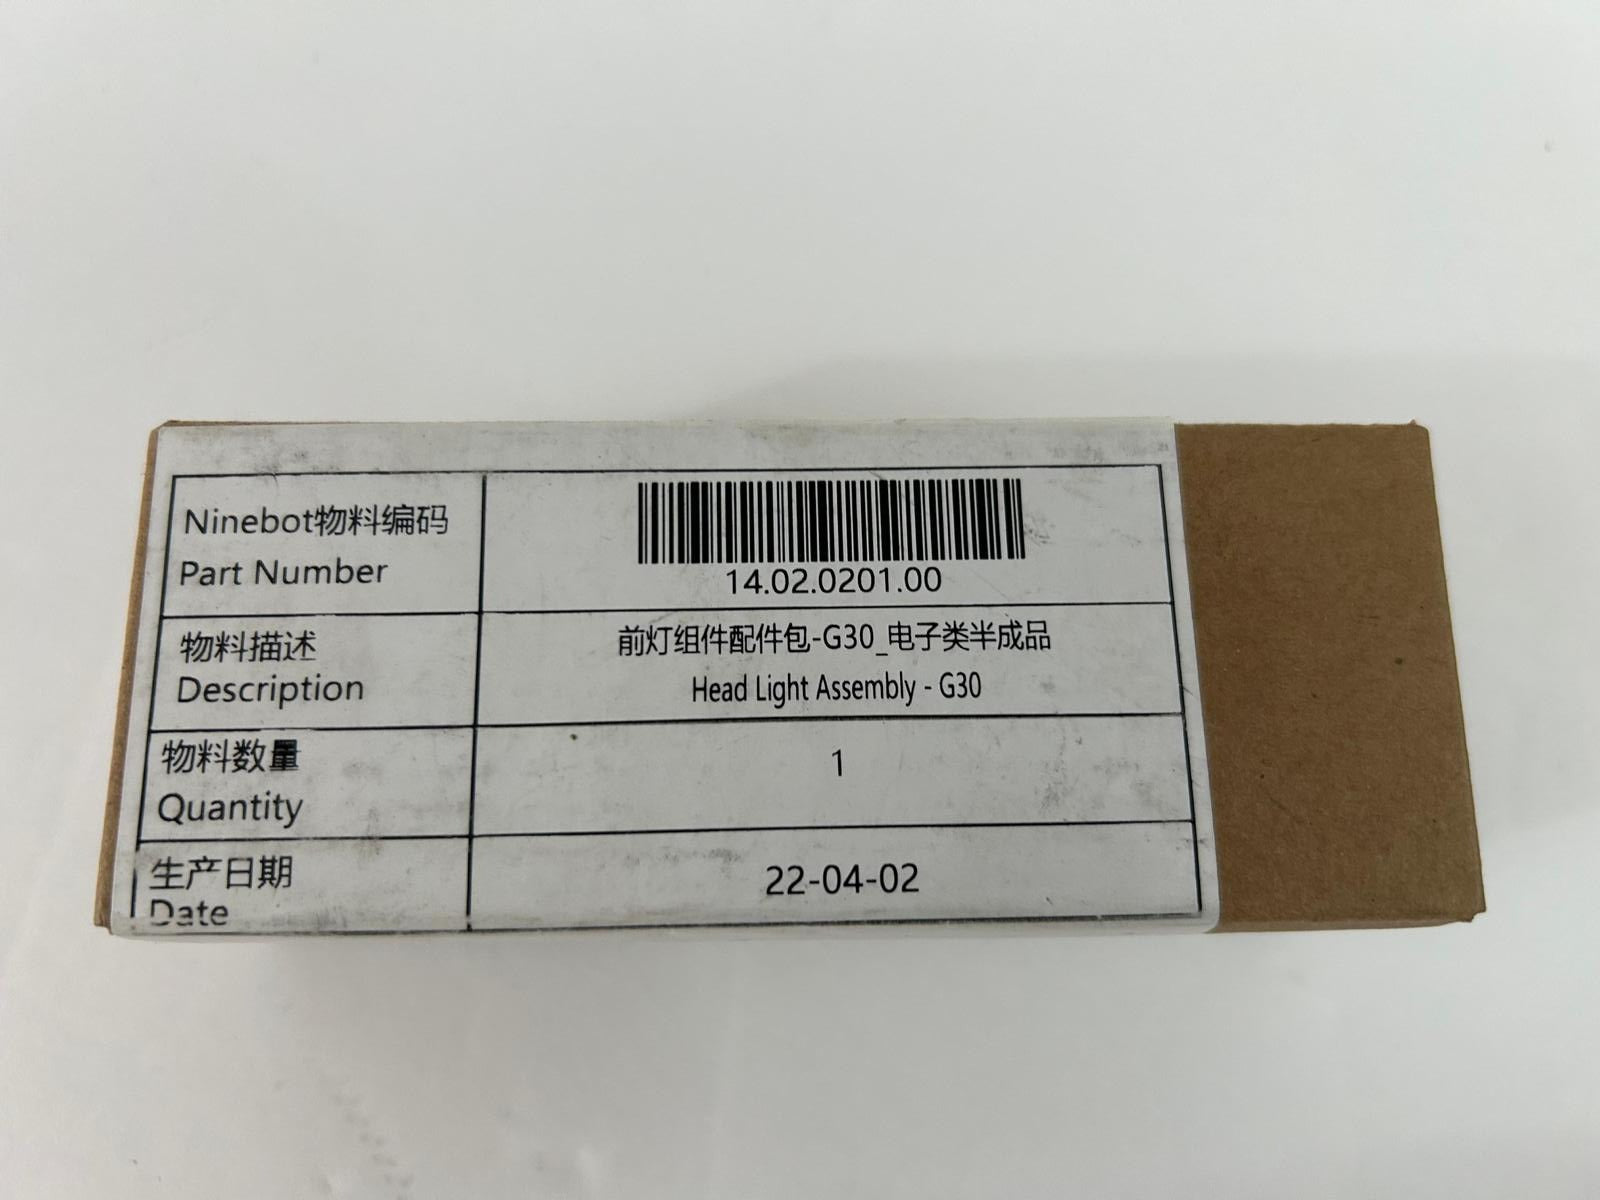 Ninebot物料编码
Part Number
14.02.0201.00
物料描述
Description
前灯组件配件包-G30_电子类半成品
Head Light Assembly - G30
物料数量
Quantity
1
生产日期
Date
22-04-02